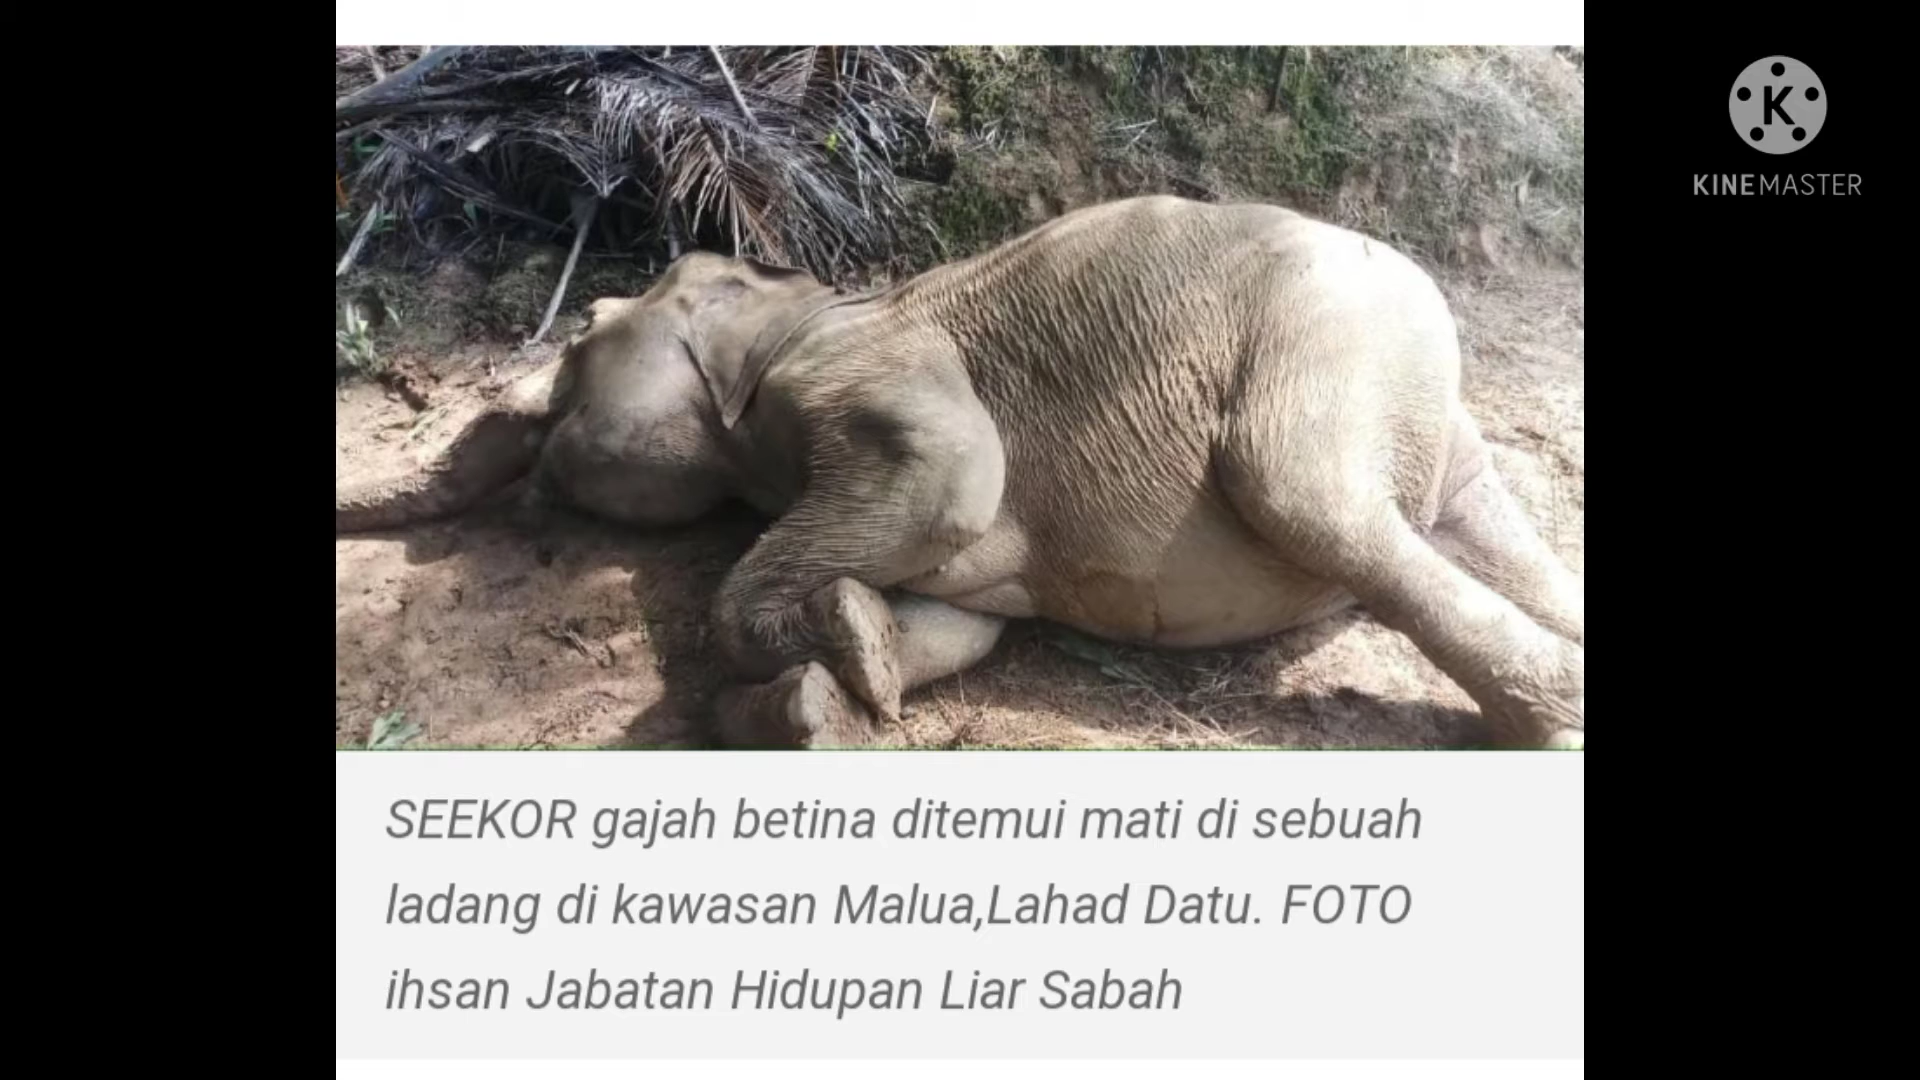 K
KINEMASTER
SEEKOR gajah betina ditemui mati di sebuah
ladang di kawasan Malua,Lahad Datu. FOTO
ihsan Jabatan Hidupan Liar Sabah